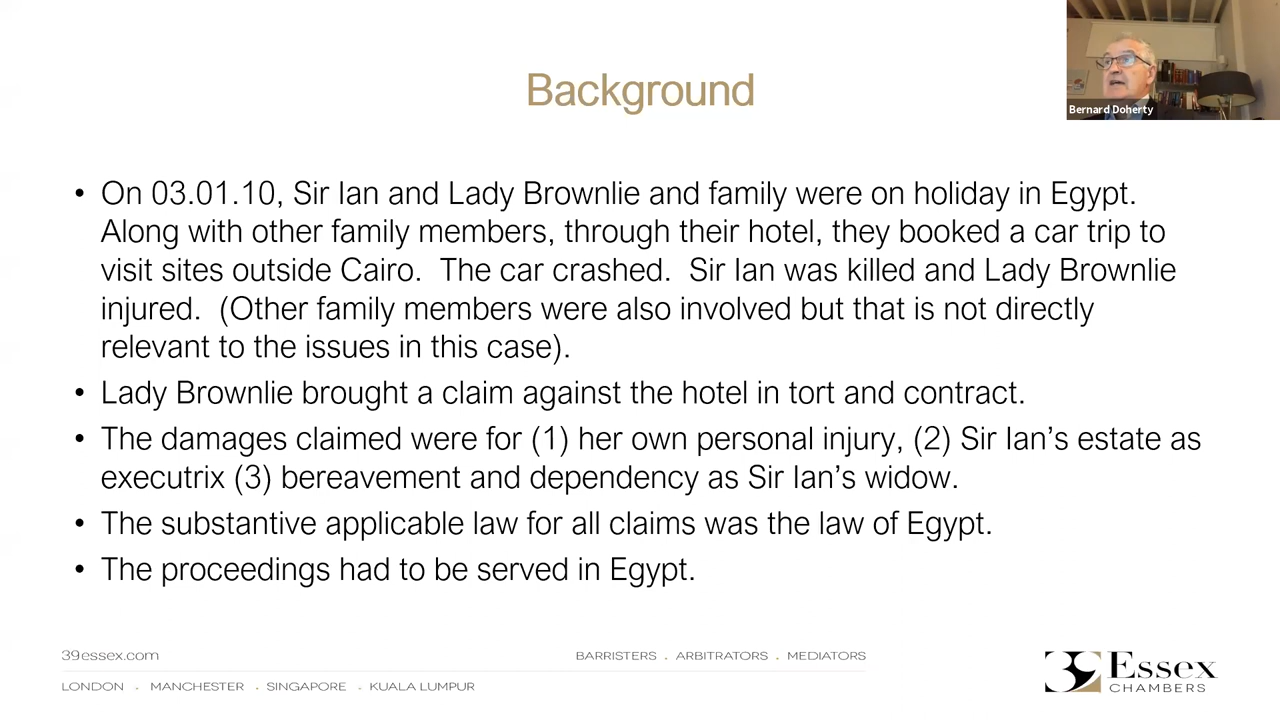 Background
Bernard Doherty
• On 03.01.10, Sir Ian and Lady Brownlie and family were on holiday in Egypt.
Along with other family members, through their hotel, they booked a car trip to
visit sites outside Cairo.  The car crashed.  Sir Ian was killed and Lady Brownlie
injured.  (Other family members were also involved but that is not directly
relevant to the issues in this case).
• Lady Brownlie brought a claim against the hotel in tort and contract.
• The damages claimed were for (1) her own personal injury, (2) Sir Ian’s estate as
executrix (3) bereavement and dependency as Sir Ian’s widow.
• The substantive applicable law for all claims was the law of Egypt.
• The proceedings had to be served in Egypt.
39essex.com
BARRISTERS . ARBITRATORS . MEDIATORS
LONDON . MANCHESTER . SINGAPORE . KUALA LUMPUR
39 Essex
CHAMBERS